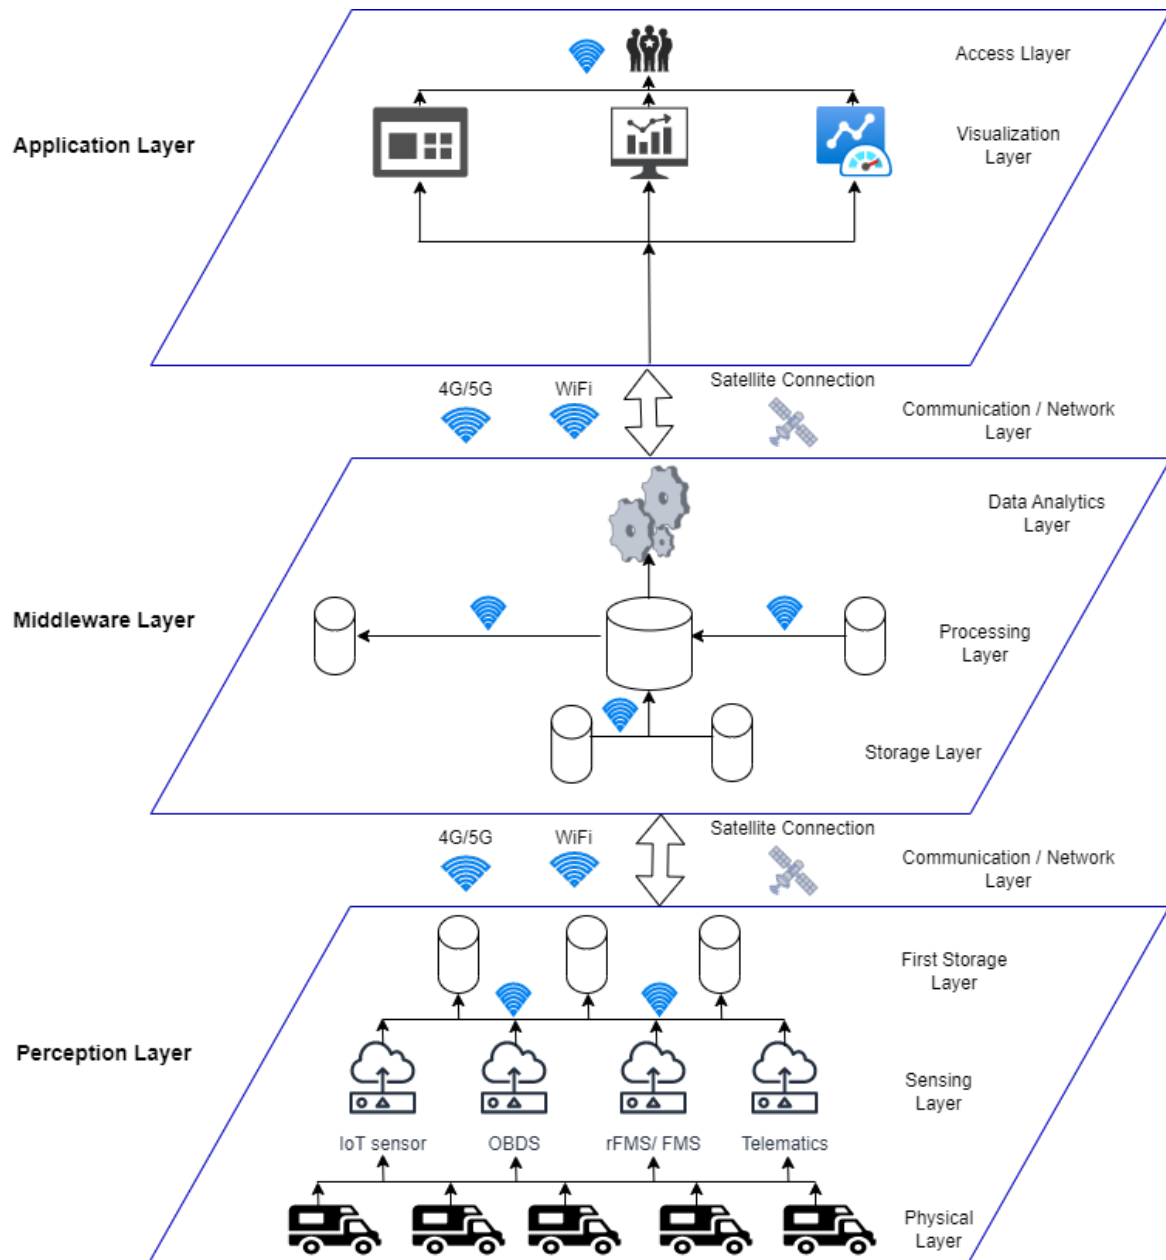 Access Llayer
Application Layer
Visualization
Layer
4G/5G
WiFi
Satellite Connection
Communication / Network
Layer
Data Analytics
Layer
Middleware Layer
Processing
Layer
Storage Layer
4G/5G
WiFi
Satellite Connection
Communication / Network
Layer
First Storage
Layer
Perception Layer
Sensing
Layer
IoT sensor
OBDS
rFMS/ FMS
Telematics
Physical
Layer